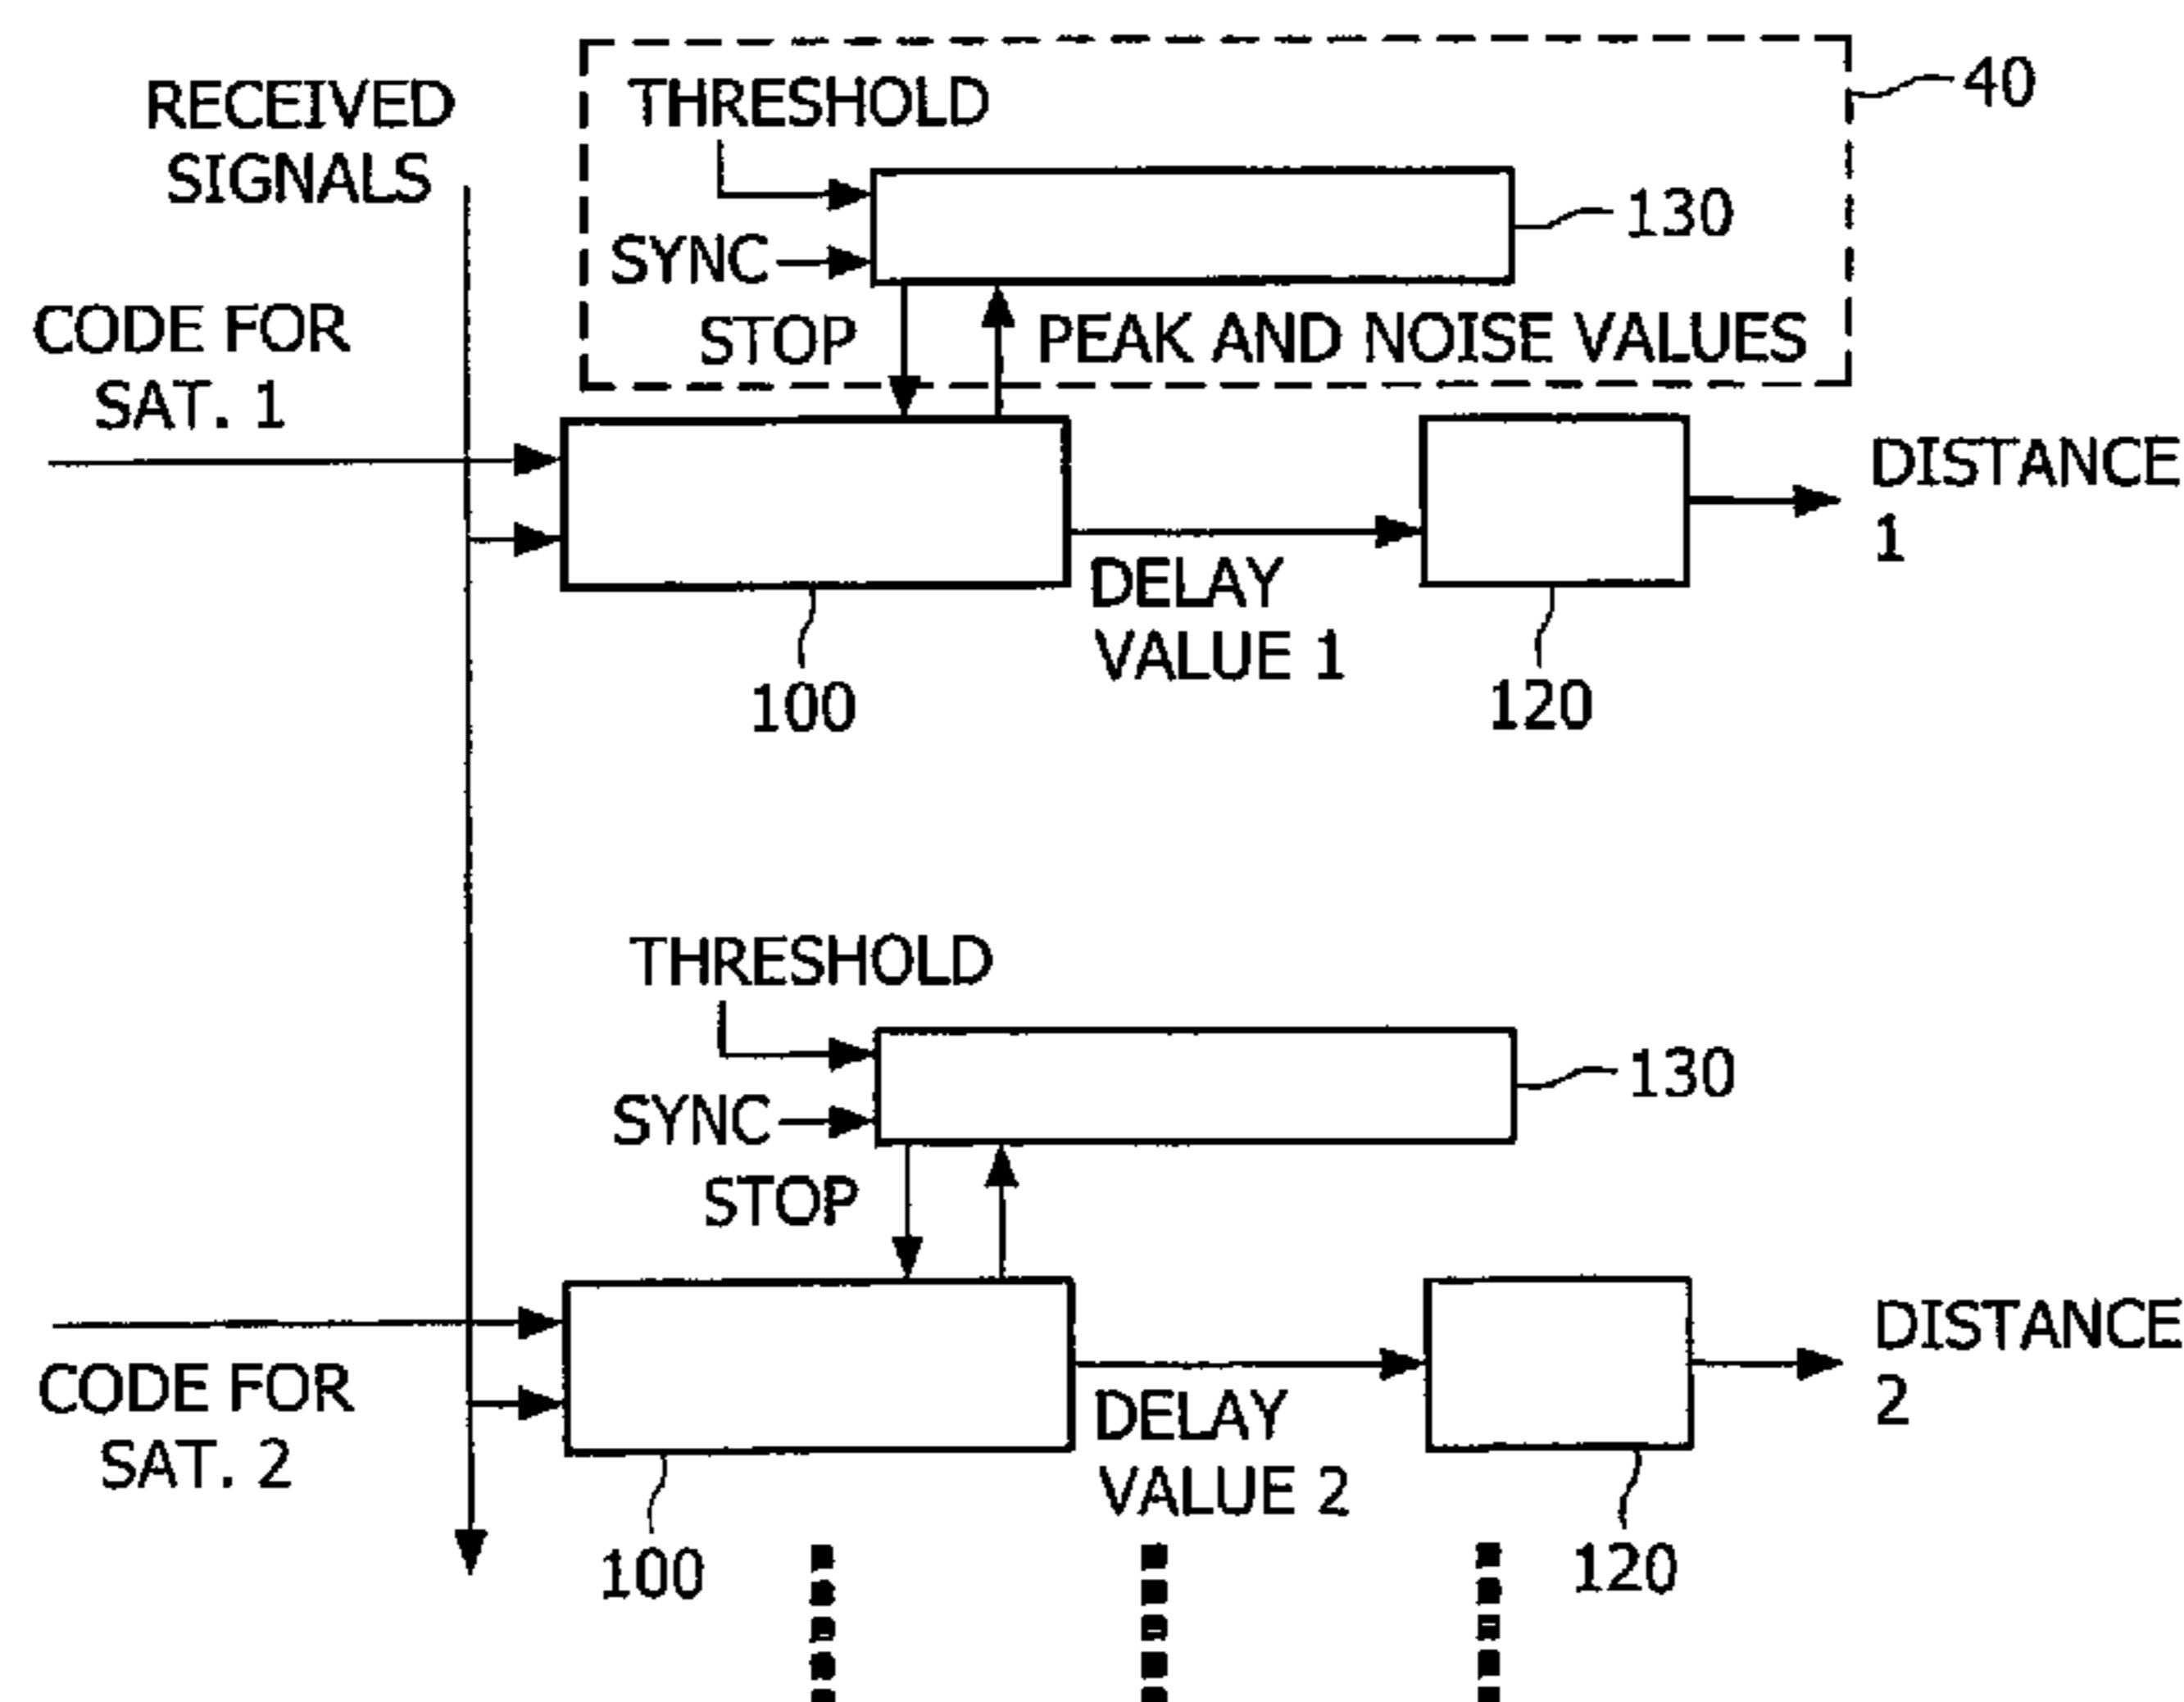 RECEIVED
SIGNALS
THRESHOLD
40
130
SYNC
STOP
PEAK AND NOISE VALUES
CODE FOR
SAT. 1
DISTANCE
1
DELAY
VALUE 1
100
120
THRESHOLD
130
SYNC
STOP
CODE FOR
SAT. 2
DISTANCE
2
DELAY
VALUE 2
100
120